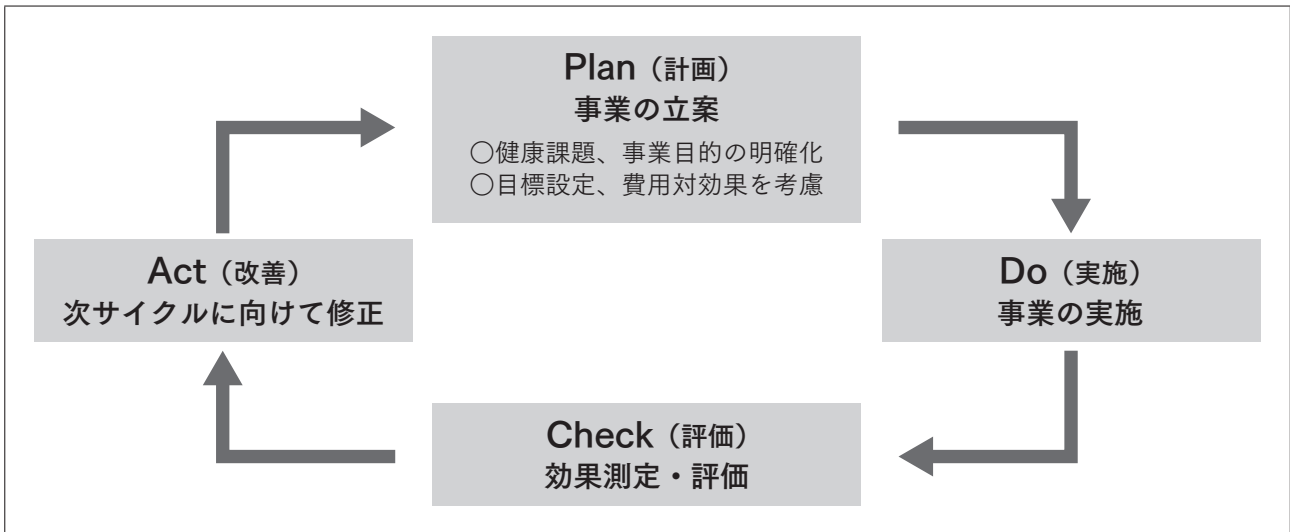 Plan（計画）
事業の立案
○健康課題、事業目的の明確化
○目標設定、費用対効果を考慮
Do（実施）
事業の実施
Check（評価）
効果測定・評価
Act（改善）
次サイクルに向けて修正